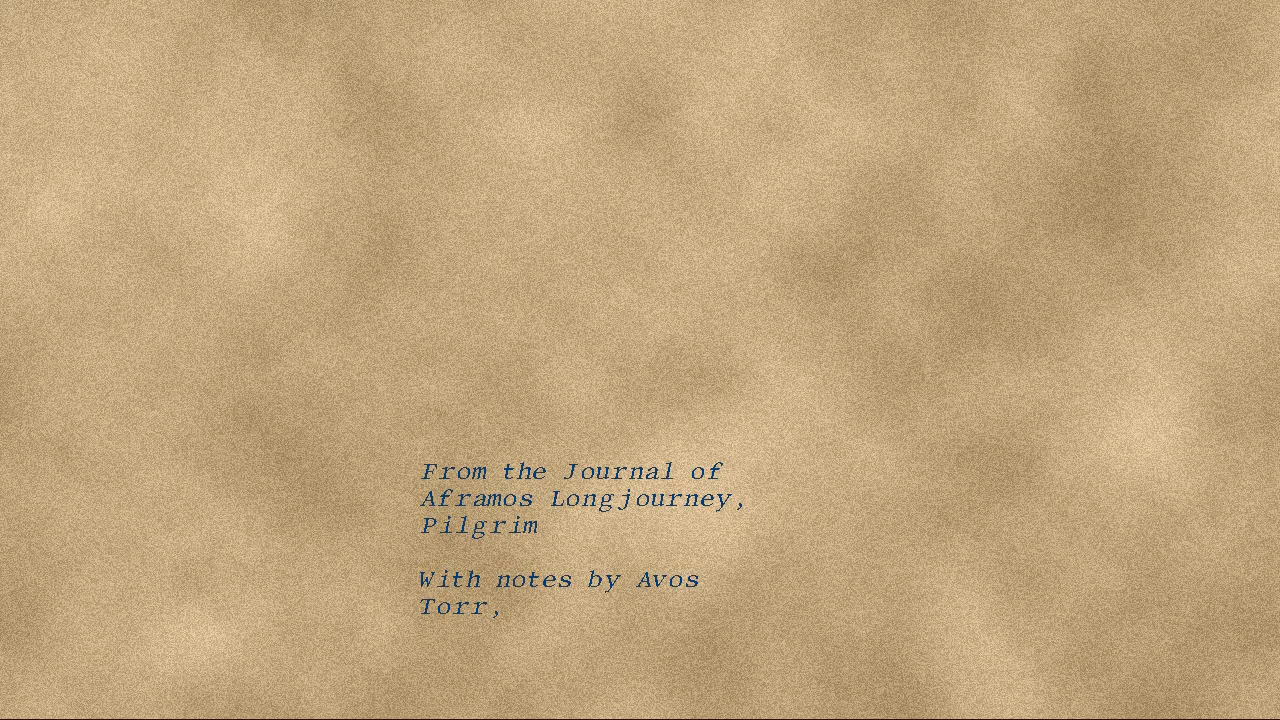 From the Journal of
Aframos Longjourney,
Pilgrim
With notes by Avos
Torr,